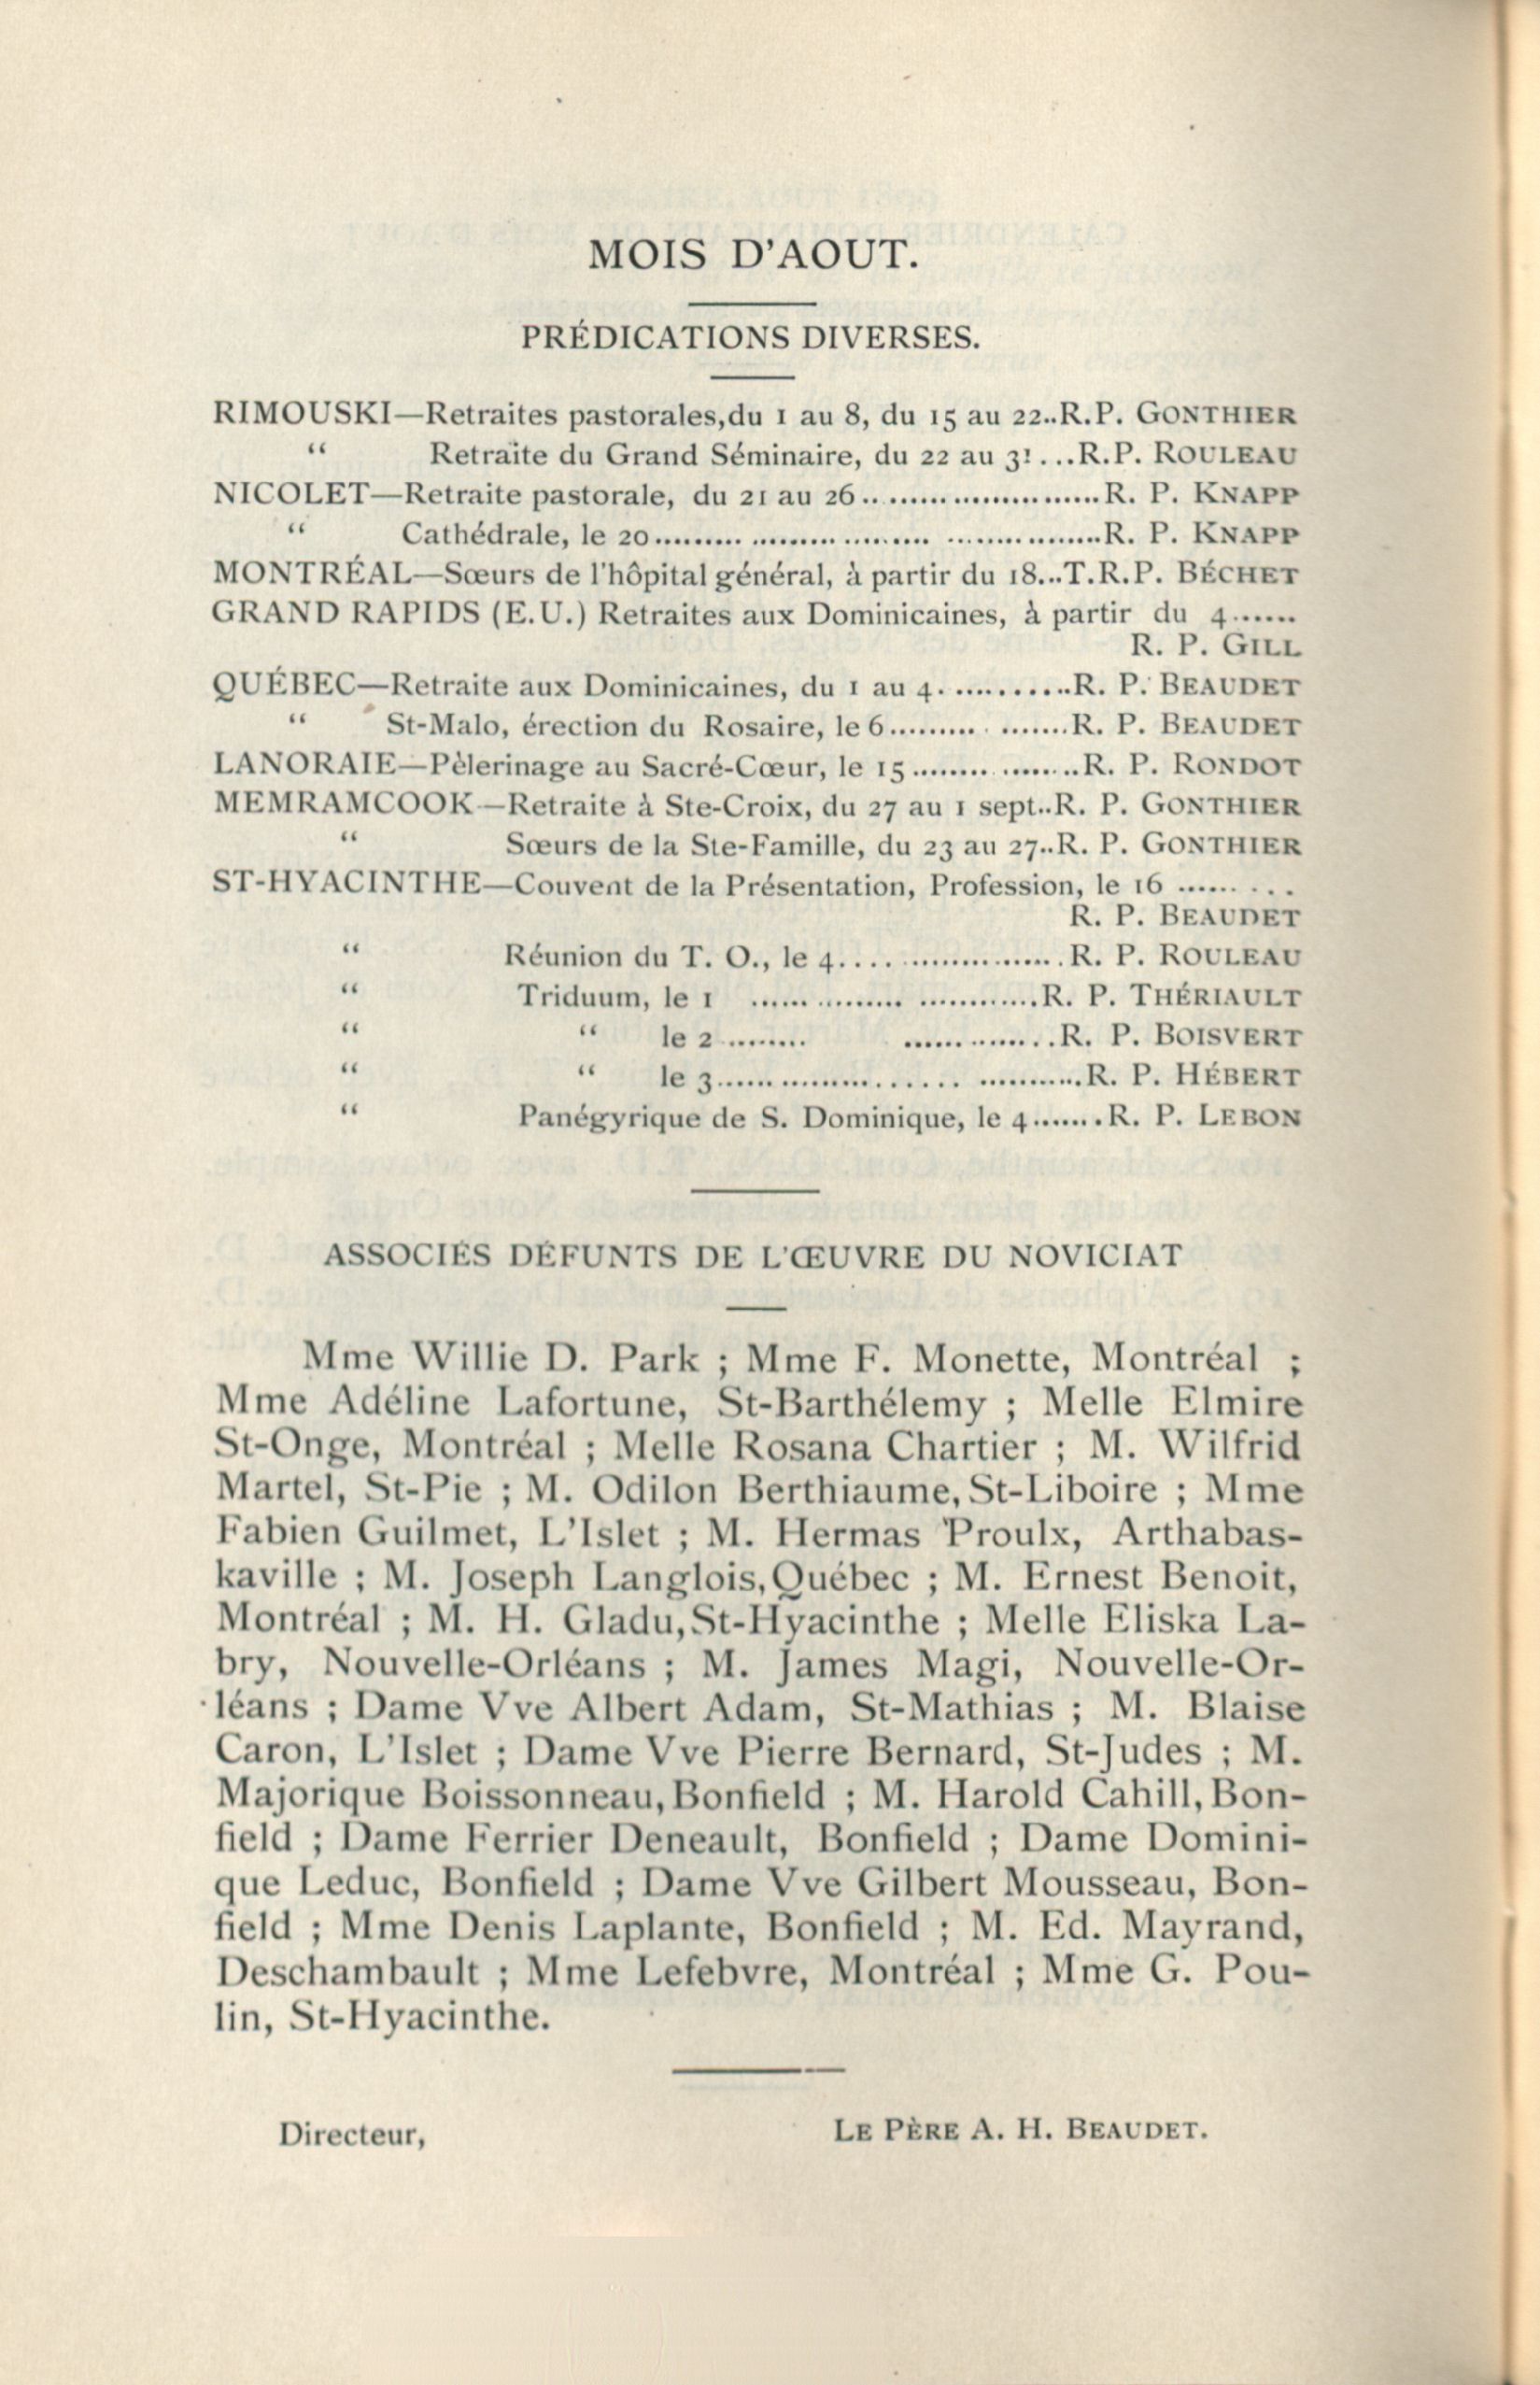 MOIS D'AOUT.
PRÉDICATIONS DIVERSES.
RIMOUSKI—Retraites pastorales, du 1 au 8, du 15 au 22..R.P. GONTHIER
“ Retraite du Grand Séminaire, du 22 au 31....R.P. ROULEAU
NICOLET—Retraite pastorale, du 21 au 26.........................R. P. KNAPP
“ Cathédrale, le 20.............................................R. P. KNAPP
MONTRÉAL—Sœurs de l'hôpital général, à partir du 18...T.R.P. BÉCHET
GRAND RAPIDS (E.U.) Retraites aux Dominicaines, à partir du 4.......
R. P. GILL
QUÉBEC—Retraite aux Dominicaines, du 1 au 4. ...........R. P. BEAUDET
“ St-Malo, érection du Rosaire, le 6......... .......R. P. BEAUDET
LANORAIE—Pèlerinage au Sacré-Cœur, le 15.................R. P. RONDOT
MEMRAMCOOK—Retraite à Ste-Croix, du 27 au 1 sept..R. P. GONTHIER
“ Sœurs de la Ste-Famille, du 23 au 27..R. P. GONTHIER
ST-HYACINTHE—Couvent de la Présentation, Profession, le 16 .........
R. P. BEAUDET
“ Réunion du T. O., le 4.... ................R. P. ROULEAU
“ Triduum, le 1 ...... ......... ............R. P. THÉRIAULT
“ “ le 2 ........ ..............R. P. BOISVERT
“ “ le 3...................... ...........R. P. HÉBERT
“ Panégyrique de S. Dominique, le 4........R. P. LEBON
ASSOCIÉS DÉFUNTS DE L'ŒUVRE DU NOVICIAT
Mme Willie D. Park ; Mme F. Monette, Montréal ;
Mme Adéline Lafortune, St-Barthélemy ; Melle Elmire
St-Onge, Montréal ; Melle Rosana Chartier ; M. Wilfrid
Martel, St-Pie ; M. Odilon Berthiaume, St-Liboire ; Mme
Fabien Guilmet, L'Islet ; M. Hermas Proulx, Arthabas-
kaville ; M. Joseph Langlois, Québec ; M. Ernest Benoit,
Montréal ; M. H. Gladu, St-Hyacinthe ; Melle Eliska La-
bry, Nouvelle-Orléans ; M. James Magi, Nouvelle-Or-
léans ; Dame Vve Albert Adam, St-Mathias ; M. Blaise
Caron, L'Islet ; Dame Vve Pierre Bernard, St-Judes ; M.
Majorique Boissonneau, Bonfield ; M. Harold Cahill, Bon-
field ; Dame Ferrier Deneault, Bonfield ; Dame Domini-
que Leduc, Bonfield ; Dame Vve Gilbert Mousseau, Bon-
field ; Mme Denis Laplante, Bonfield ; M. Ed. Mayrand,
Deschambault ; Mme Lefebvre, Montréal ; Mme G. Pou-
lin, St-Hyacinthe.
Directeur, LE PÈRE A. H. BEAUDET.